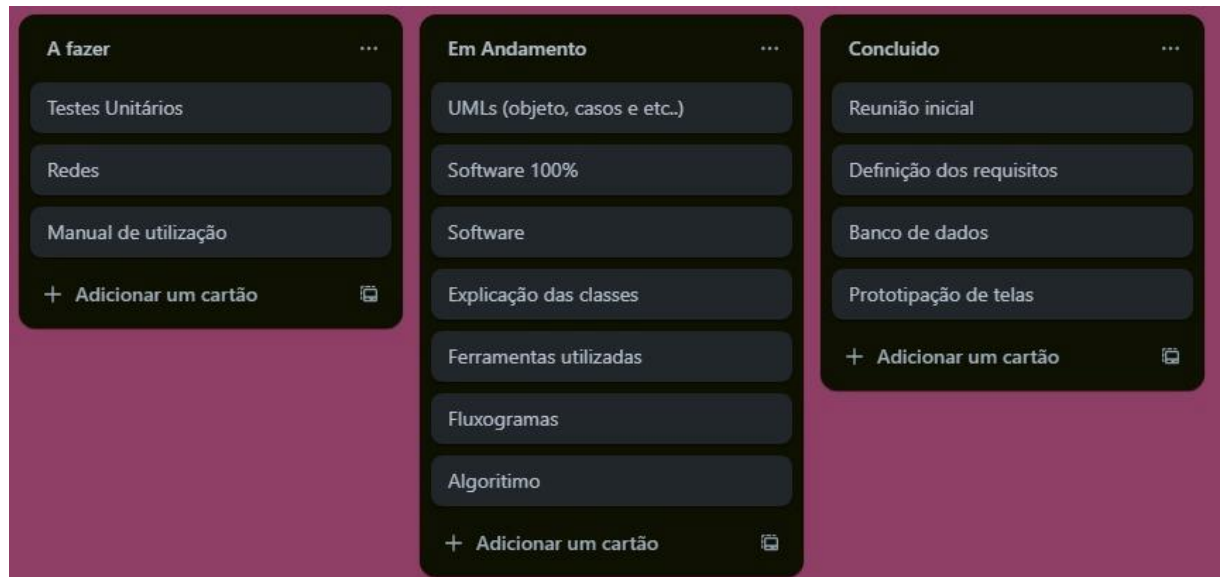 A fazer
Testes Unitários
Redes
Manual de utilização
+ Adicionar um cartão
Em Andamento
UMLs (objeto, casos e etc..)
Software 100%
Software
Explicação das classes
Ferramentas utilizadas
Fluxogramas
Algoritimo
+ Adicionar um cartão
Concluido
Reunião inicial
Definição dos requisitos
Banco de dados
Prototipação de telas
+ Adicionar um cartão